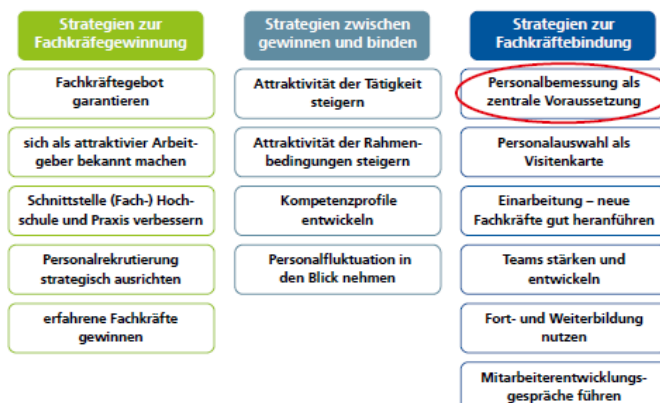 Strategien zur
Fachkräfegewinnung
Fachkräftegebot
garantieren
sich als attraktivier Arbeit-
geber bekannt machen
Schnittstelle (Fach-) Hoch-
schule und Praxis verbessern
Personalrekrutierung
strategisch ausrichten
erfahrene Fachkräfte
gewinnen
Strategien zwischen
gewinnen und binden
Attraktivität der Tätigkeit
steigern
Attraktivität der Rahmen-
bedingungen steigern
Kompetenzprofile
entwickeln
Personalfluktuation in
den Blick nehmen
Strategien zur
Fachkräftebindung
Personalbemessung als
zentrale Voraussetzung
Personalauswahl als
Visitenkarte
Einarbeitung – neue
Fachkräfte gut heranführen
Teams stärken und
entwickeln
Fort- und Weiterbildung
nutzen
Mitarbeiterentwicklungs-
gespräche führen